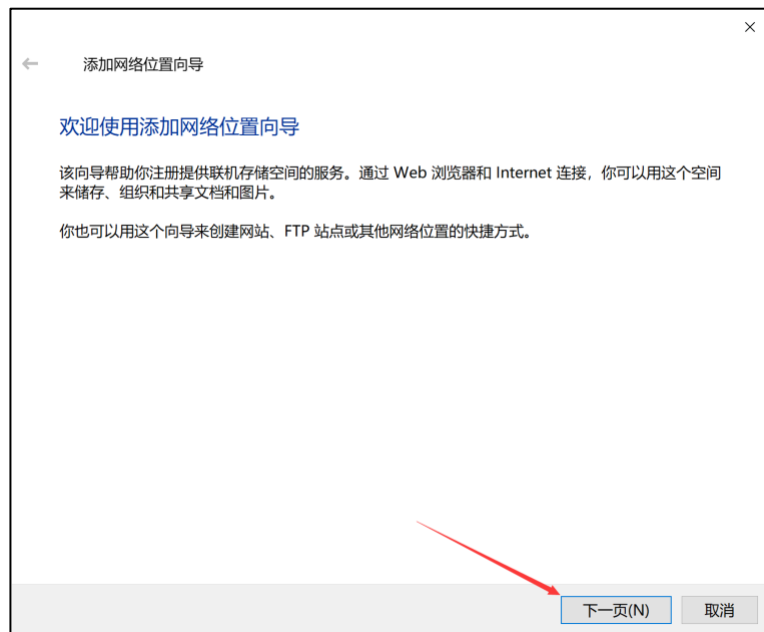 添加网络位置向导
欢迎使用添加网络位置向导
该向导帮助你注册提供联机存储空间的服务。通过 Web 浏览器和 Internet 连接，你可以用这个空间
来储存、组织和共享文档和图片。
你也可以用这个向导来创建网站、FTP 站点或其他网络位置的快捷方式。
下一页(N) 取消